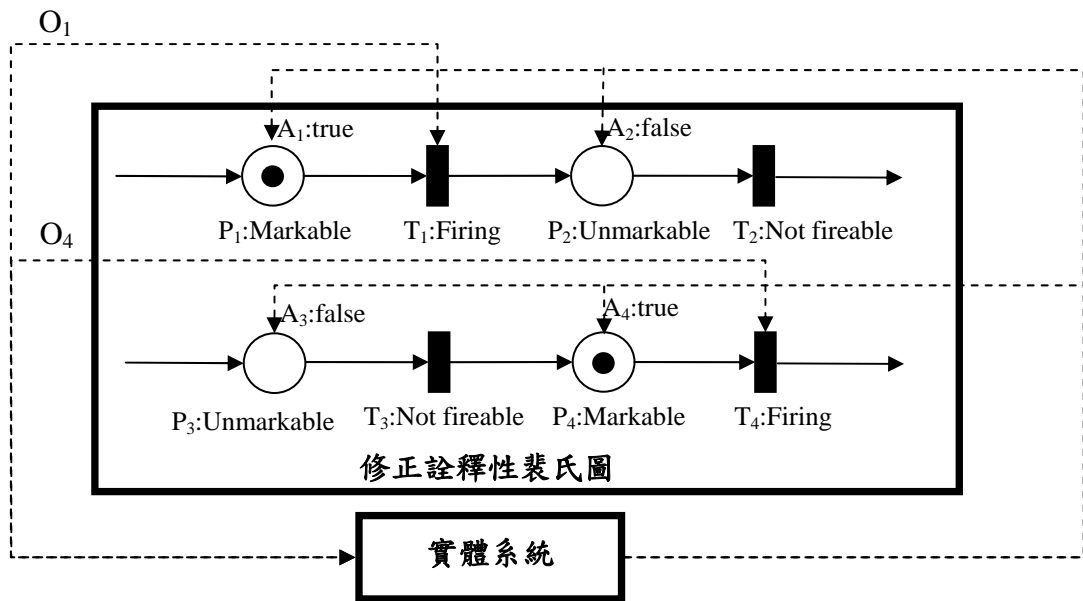 O₁
A₁:true A₂:false
P₁:Markable T₁:Firing P₂:Unmarkable T₂:Not fireable
O₄
A₃:false A₄:true
P₃:Unmarkable T₃:Not fireable P₄:Markable T₄:Firing
修正詮釋性裴氏圖
實體系統